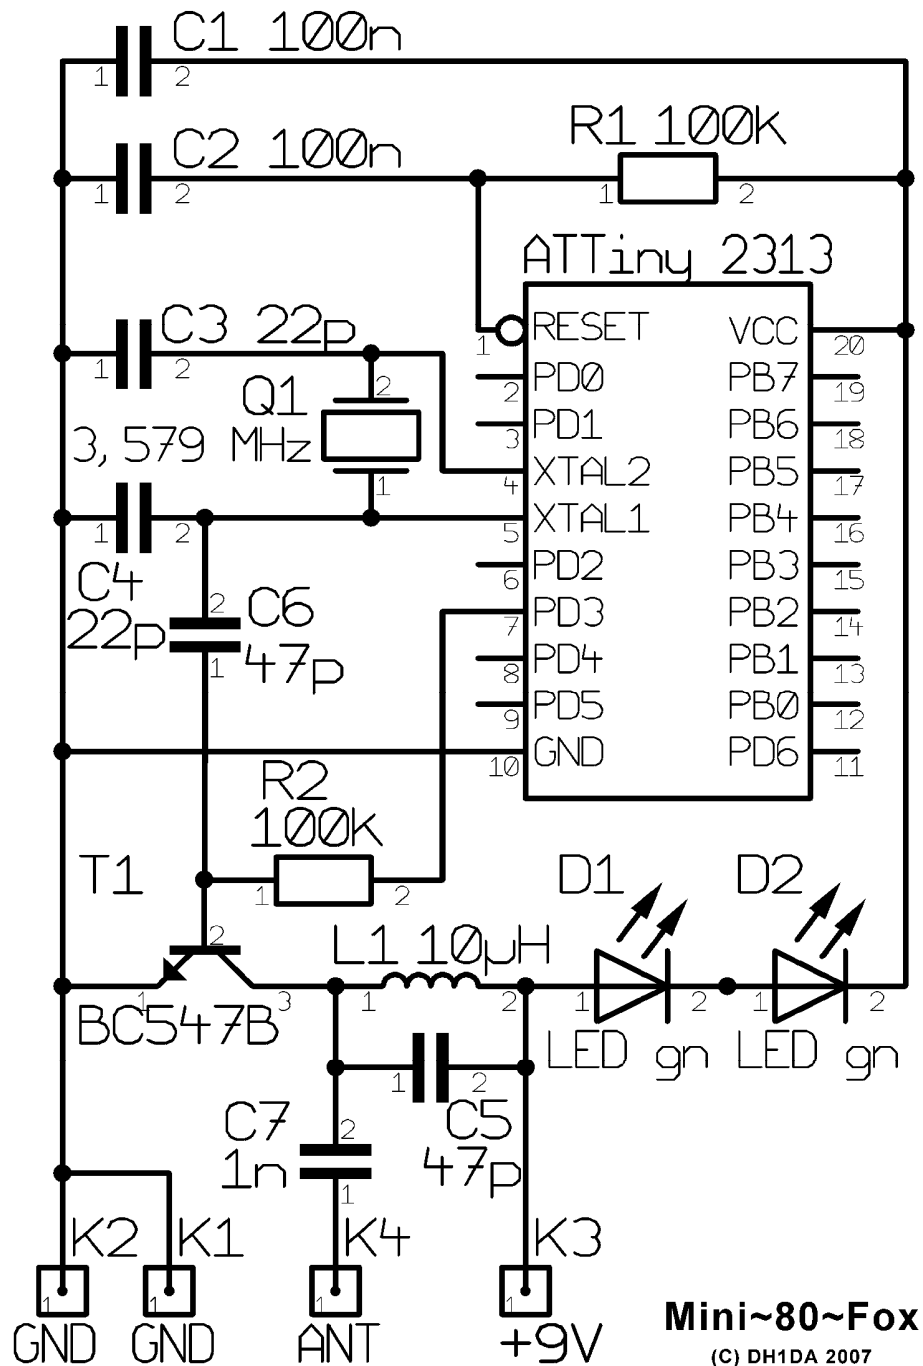 C1 100n
1 2
R1 100K
C2 100n
1 2
1 2
ATTiny 2313
C3 22p
1 2
1 RESET VCC 20
2 PD0 PB7 19
Q1 2
3,579 MHz
3 PD1 PB6 18
4 XTAL2 PB5 17
1
5 XTAL1 PB4 16
1 2
C4
22p
6 PD2 PB3 15
2 C6
1 47p
7 PD3 PB2 14
8 PD4 PB1 13
9 PD5 PB0 12
10 GND PD6 11
R2
100K
1 2
T1
D1 D2
2
L1 10µH
1 3 1 2 1 2 1 2
BC547B
LED gn LED gn
1 2
C5
47p
C7 2
1n 1
K2 K1 K4 K3
1 1 1 1
GND GND ANT +9V
Mini~80~Fox
(C) DH1DA 2007